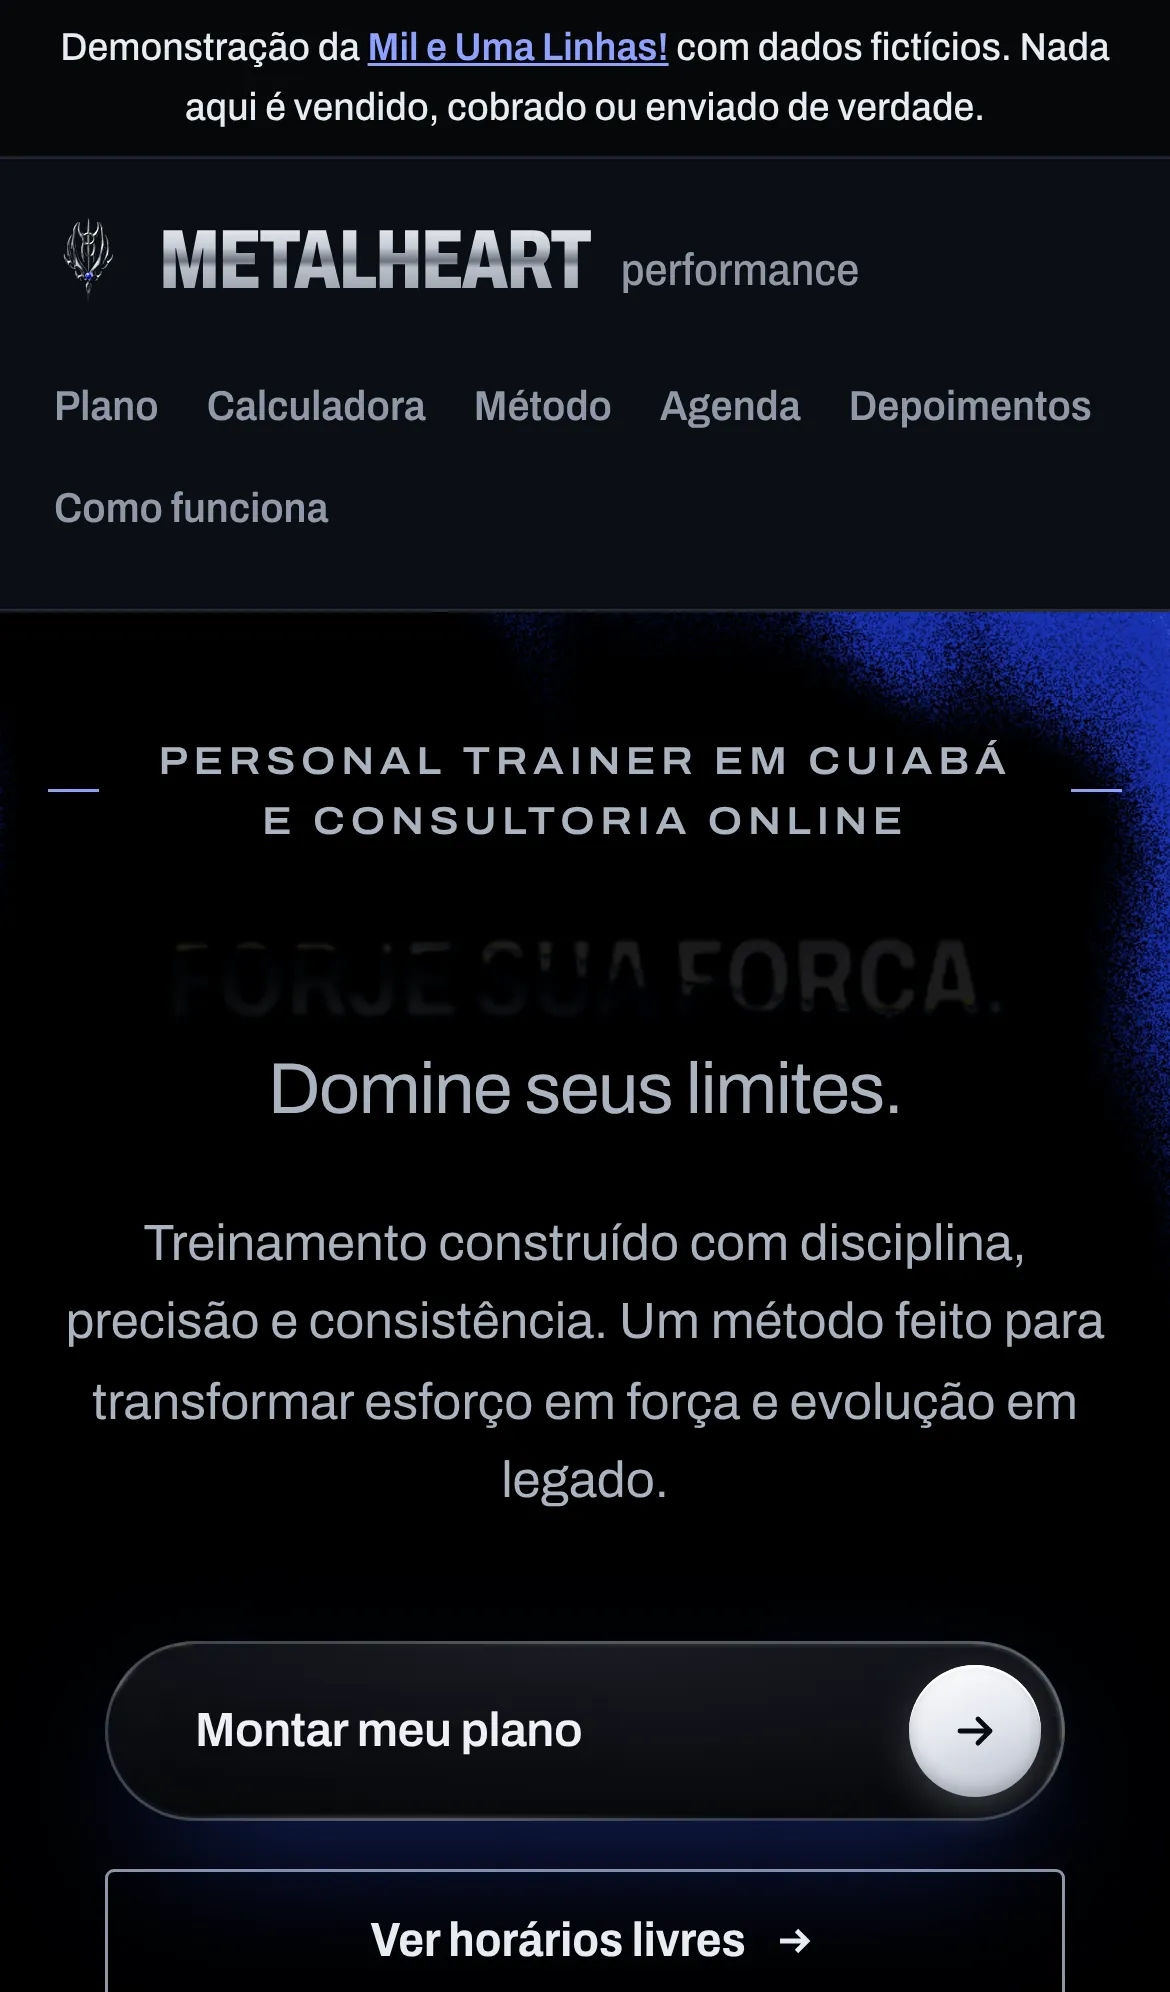 Demonstração da Mil e Uma Linhas! com dados fictícios. Nada
aqui é vendido, cobrado ou enviado de verdade.
METALHEART performance
Plano Calculadora Método Agenda Depoimentos
Como funciona
PERSONAL TRAINER EM CUIABÁ
E CONSULTORIA ONLINE
FORJE SUA FORÇA.
Domine seus limites.
Treinamento construído com disciplina,
precisão e consistência. Um método feito para
transformar esforço em força e evolução em
legado.
Montar meu plano →
Ver horários livres →